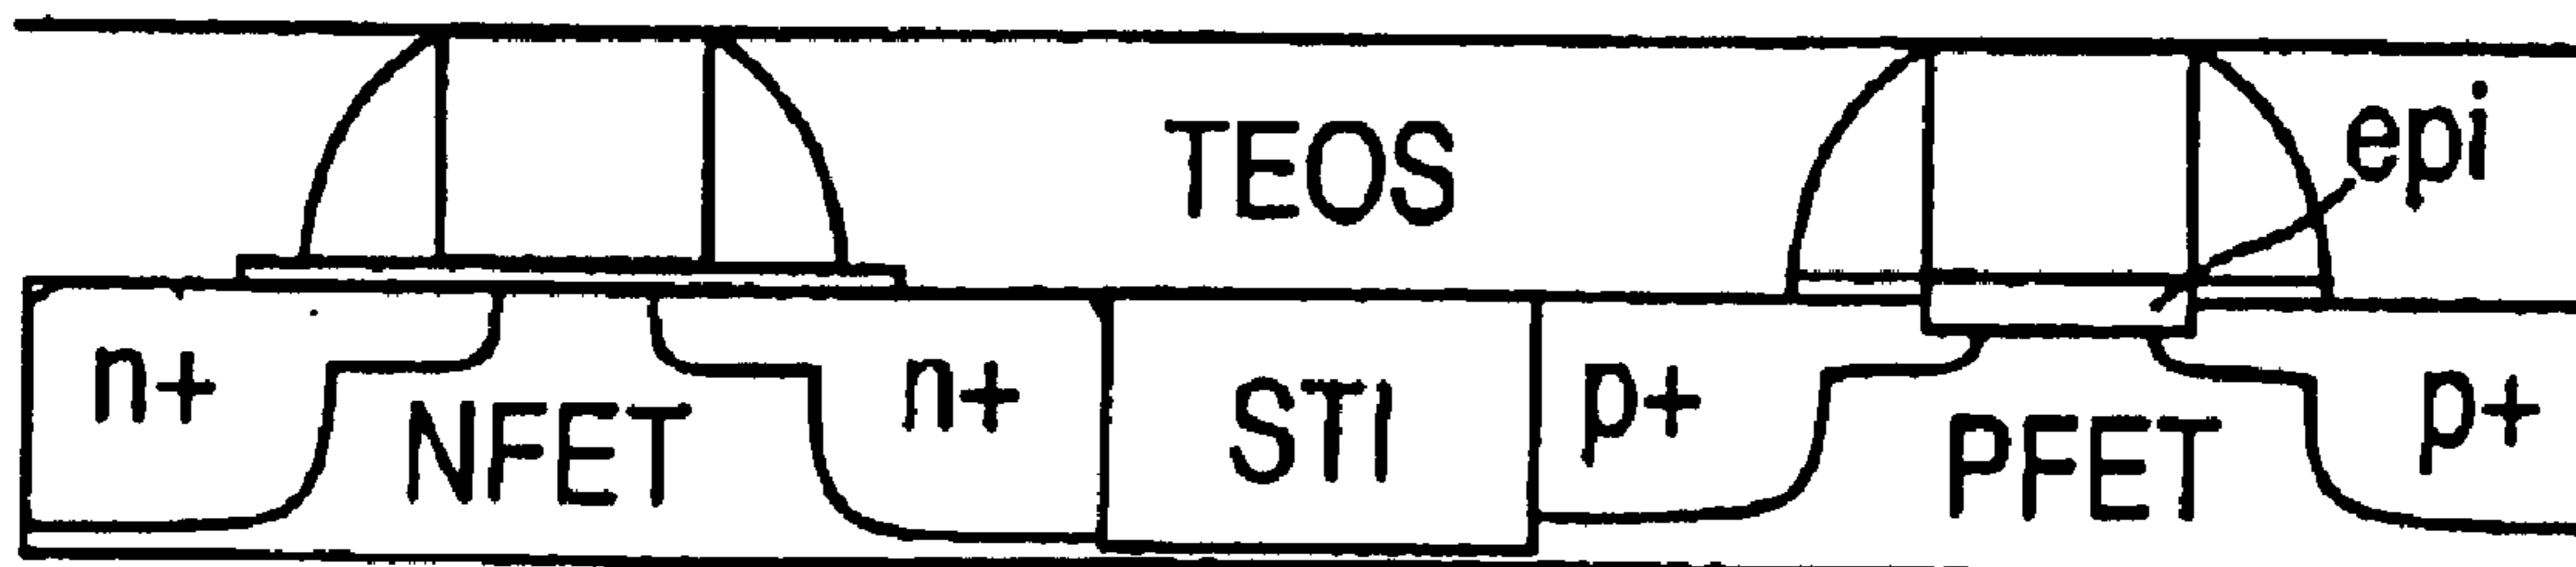 TEOS
epi
n+
NFET
n+
STI
p+
PFET
p+